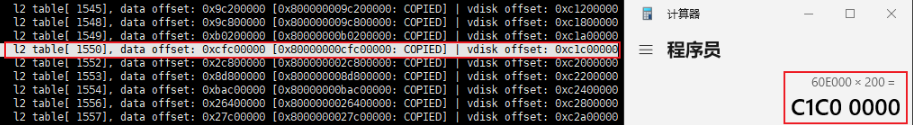 l2 table[ 1545], data offset: 0x9c200000 [0x800000009c200000: COPIED] | vdisk offset: 0xc1200000
l2 table[ 1548], data offset: 0x9c800000 [0x800000009c800000: COPIED] | vdisk offset: 0xc1800000
l2 table[ 1549], data offset: 0xb0200000 [0x80000000b0200000: COPIED] | vdisk offset: 0xc1a00000
l2 table[ 1550], data offset: 0xcfc00000 [0x80000000cfc00000: COPIED] | vdisk offset: 0xc1c00000
l2 table[ 1552], data offset: 0x2c800000 [0x800000002c800000: COPIED] | vdisk offset: 0xc2000000
l2 table[ 1553], data offset: 0x8d800000 [0x800000008d800000: COPIED] | vdisk offset: 0xc2200000
l2 table[ 1554], data offset: 0xbac00000 [0x80000000bac00000: COPIED] | vdisk offset: 0xc2400000
l2 table[ 1556], data offset: 0x26400000 [0x8000000026400000: COPIED] | vdisk offset: 0xc2800000
l2 table[ 1557], data offset: 0x27c00000 [0x8000000027c00000: COPIED] | vdisk offset: 0xc2a00000
计算器
程序员
60E000 × 200 =
C1C0 0000